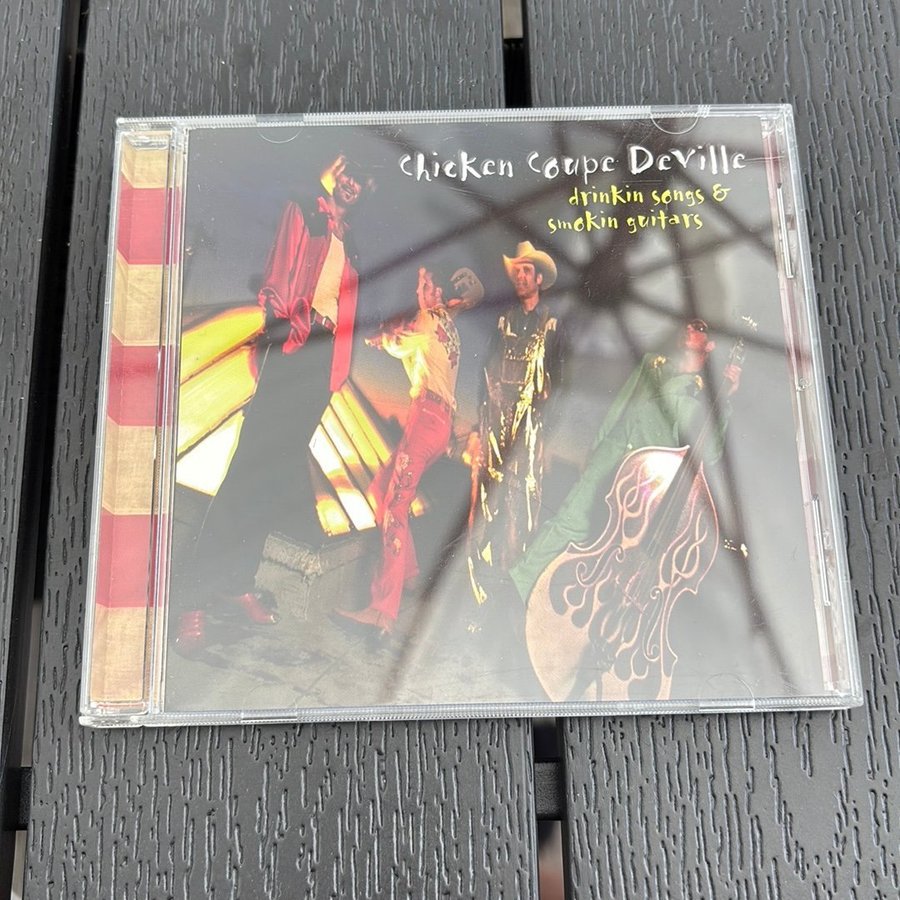 Chicken Coupe DeVille
drinkin songs &
smokin guitars